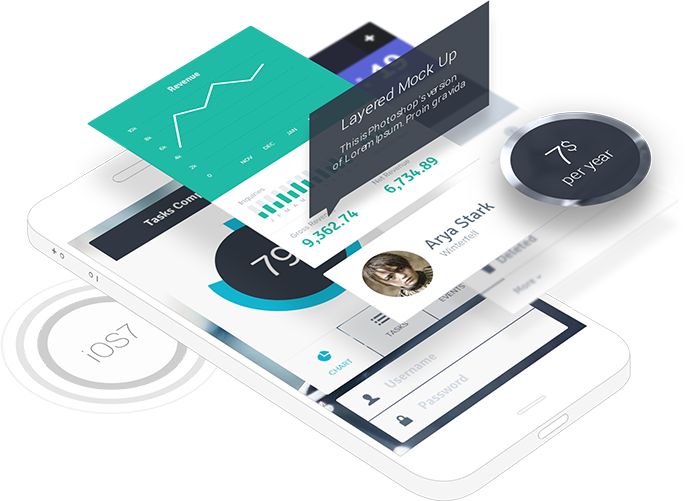 Revenue
10k
8k
6k
4k
2k
0
NOV
DEC
JAN
+
19
Layered Mock Up
This is Photoshop's version
of Lorem Ipsum. Proin gravida
7$
per year
Inquiries
Gross Revenue
9,362.74
Net Revenue
6,734.89
Tasks Com
79
Arya Stark
Winterfell
Deleted
More
CHART
TASKS
EVENTS
Username
Password
iOS7